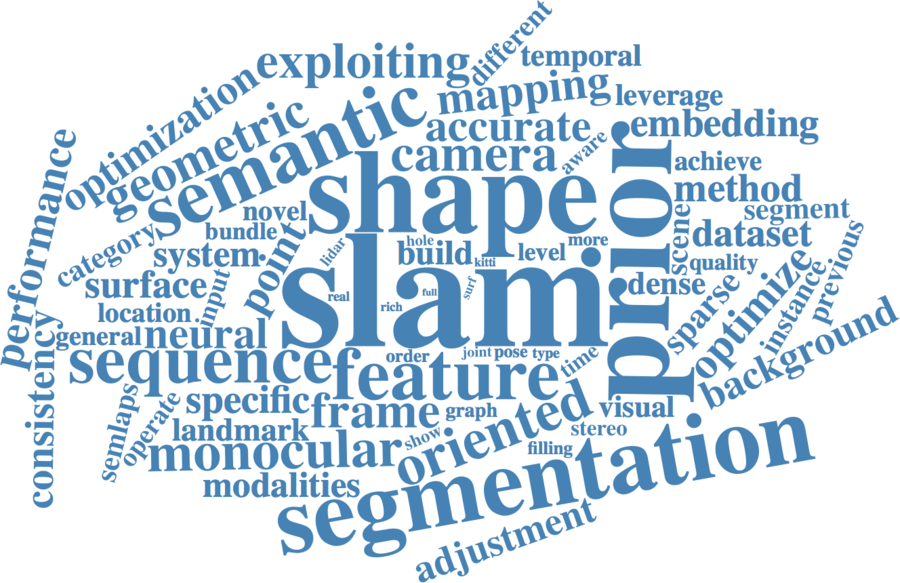 different
exploiting
temporal
optimization
mapping
leverage
semantic
geometric
accurate
embedding
aware
camera
performance
shape
prior
achieve
method
novel
segment
category
bundle
scene
dataset
system
point
lidar
hole
build
level
more
kitti
quality
previous
surface
input
slam
dense
optimize
instance
location
real
rich
full
surf
sparse
general
neural
sequence
order
joint
pose
type
time
background
consistency
feature
semlaps
operate
specific
frame
graph
oriented
visual
landmark
show
stereo
monocular
filling
modalities
segmentation
adjustment